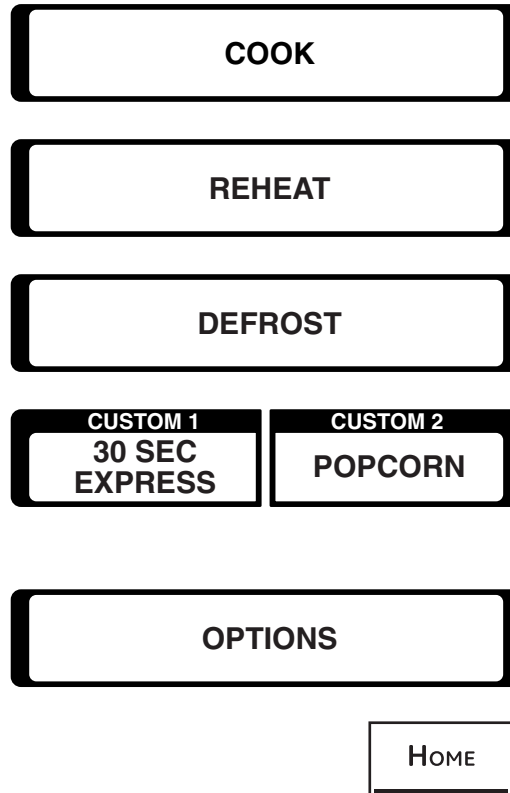 COOK
REHEAT
DEFROST
CUSTOM 1
30 SEC
EXPRESS
CUSTOM 2
POPCORN
OPTIONS
HOME